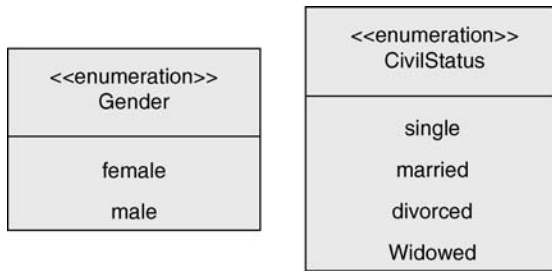 <<enumeration>>
Gender
female
male
<<enumeration>>
CivilStatus
single
married
divorced
Widowed